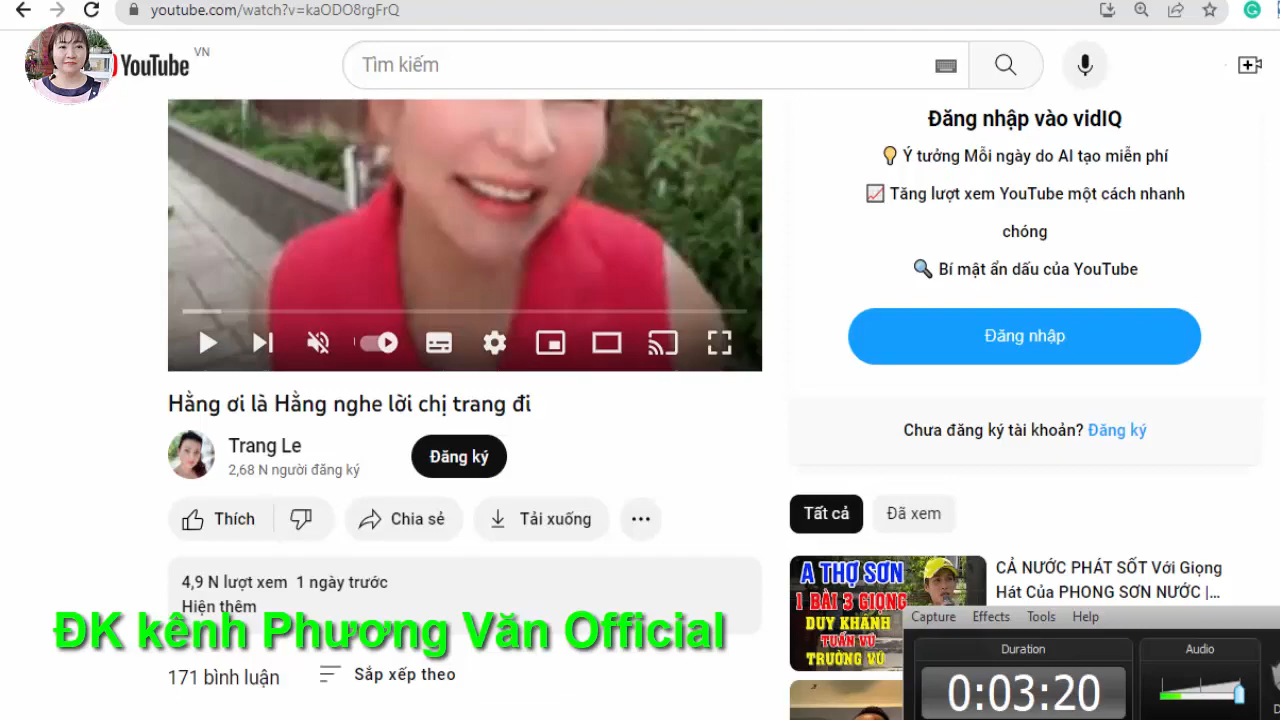 youtube.com/watch?v=kaODO8rgFrQ
YouTube VN
Tìm kiếm
Đăng nhập vào vidIQ
Ý tưởng Mỗi ngày do AI tạo miễn phí
Tăng lượt xem YouTube một cách nhanh
chóng
Bí mật ẩn dấu của YouTube
Đăng nhập
Chưa đăng ký tài khoản? Đăng ký
Hằng ơi là Hằng nghe lời chị trang đi
Trang Le
2,68 N người đăng ký
Đăng ký
Thích
Chia sẻ
Tải xuống
4,9 N lượt xem 1 ngày trước
Hiện thêm
ĐK kênh Phương Văn Official
171 bình luận
Sắp xếp theo
Tất cả
Đã xem
A THỢ SƠN
1 BÀI 3 GIỌNG
DUY KHÁNH
TUẤN VŨ
TRƯỜNG VŨ
CẢ NƯỚC PHÁT SỐT Với Giọng
Hát Của PHONG SƠN NƯỚC |...
Capture Effects Tools Help
Duration
0:03:20
Audio